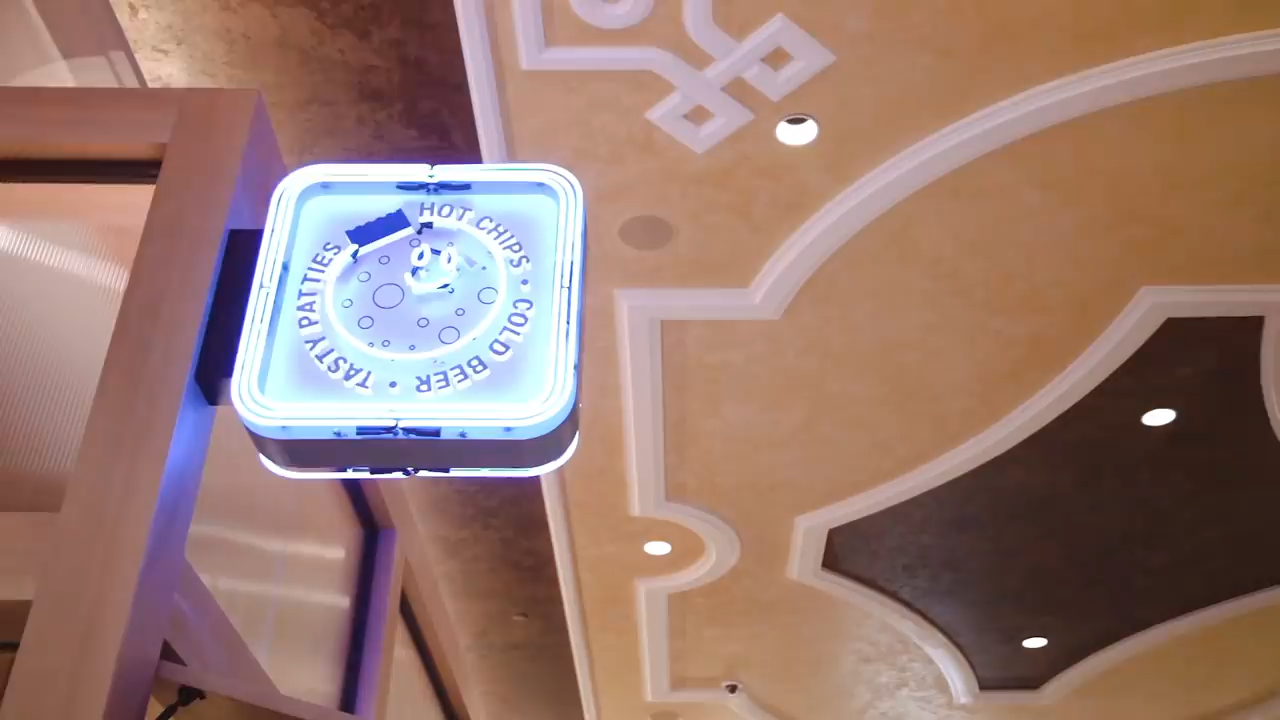 TASTY PATTIES • HOT CHIPS • COLD BEER •